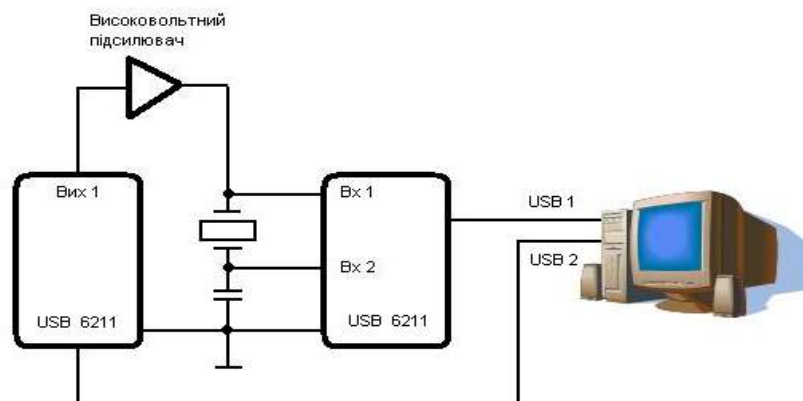 Високовольтний
підсилювач
Вих 1
Вх 1
USB 1
USB 2
Вх 2
USB 6211
USB 6211